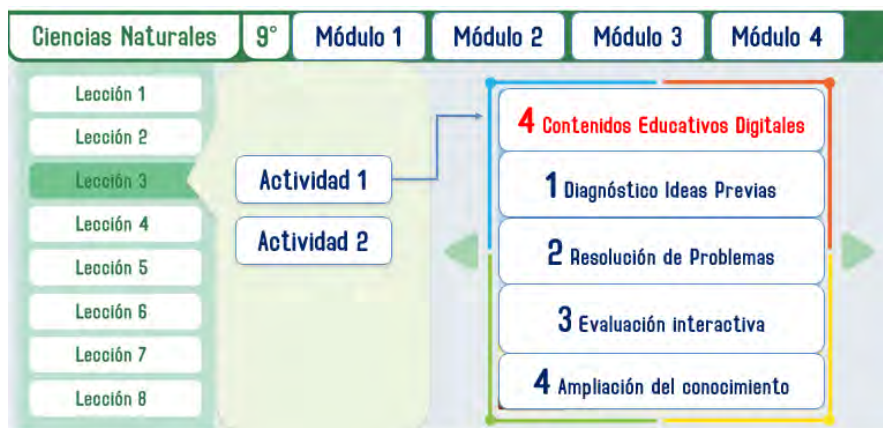 Ciencias Naturales 9° Módulo 1 Módulo 2 Módulo 3 Módulo 4
Lección 1
Lección 2
Lección 3
Lección 4
Lección 5
Lección 6
Lección 7
Lección 8
Actividad 1
Actividad 2
4 Contenidos Educativos Digitales
1 Diagnóstico Ideas Previas
2 Resolución de Problemas
3 Evaluación interactiva
4 Ampliación del conocimiento